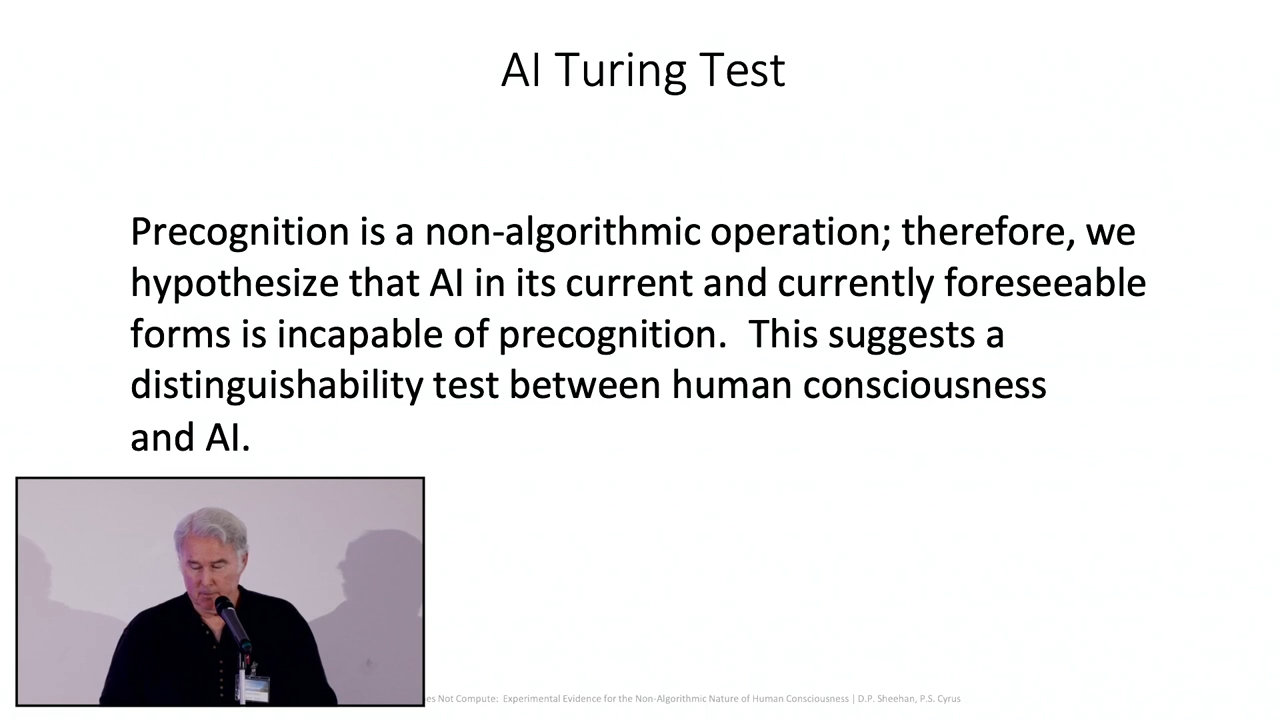 AI Turing Test
Precognition is a non-algorithmic operation; therefore, we
hypothesize that AI in its current and currently foreseeable
forms is incapable of precognition.  This suggests a
distinguishability test between human consciousness
and AI.
Not Compute:  Experimental Evidence for the Non-Algorithmic Nature of Human Consciousness | D.P. Sheehan, P.S. Cyrus